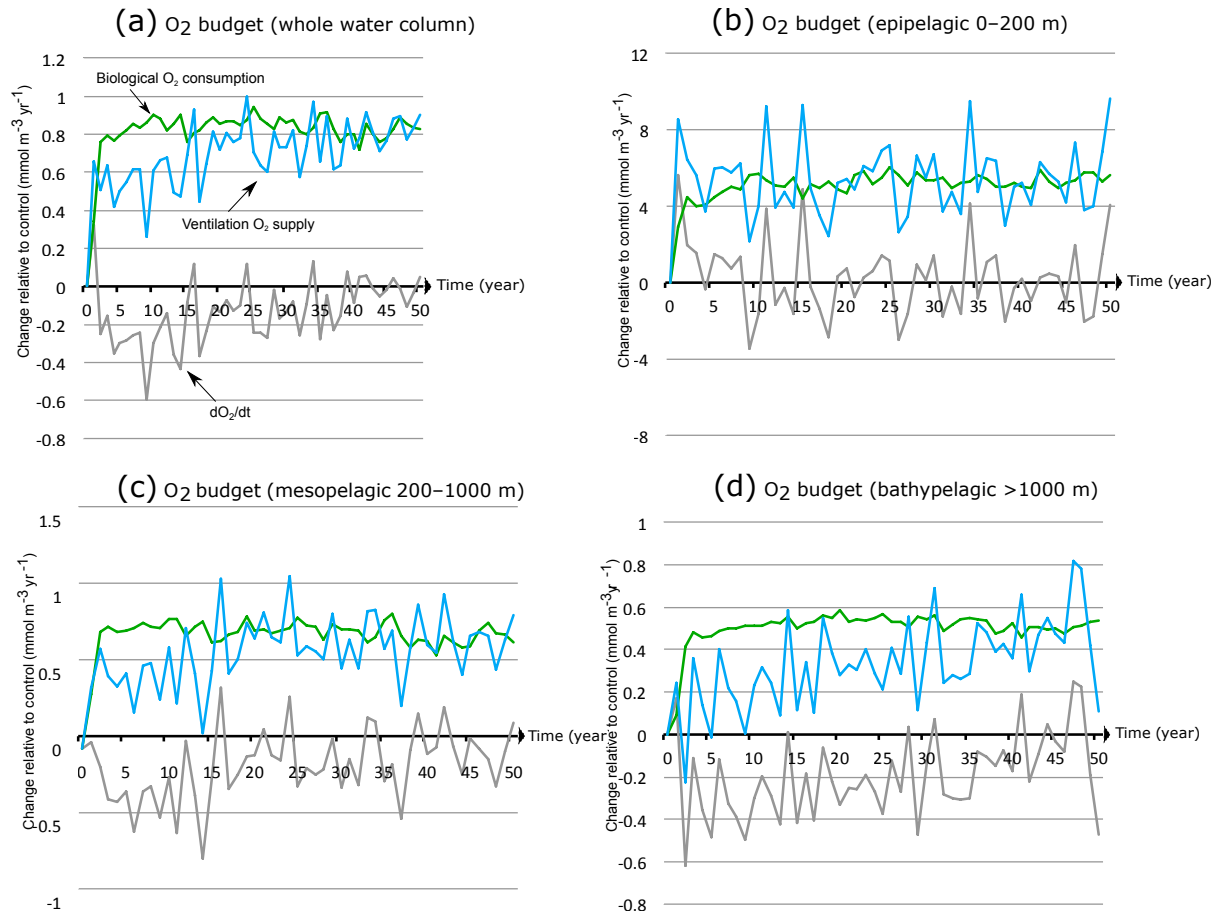 (a) O2 budget (whole water column)
Change relative to control (mmol m⁻³ yr⁻¹)
1.2
1
0.8
0.6
0.4
0.2
0
-0.2
-0.4
-0.6
-0.8
Biological O₂ consumption
Ventilation O₂ supply
dO₂/dt
0 5 10 15 20 25 30 35 40 45 50
Time (year)
(b) O2 budget (epipelagic 0–200 m)
Change relative to control (mmol m⁻³ yr⁻¹)
12
8
4
0
-4
-8
0 5 10 15 20 25 30 35 40 45 50
Time (year)
(c) O2 budget (mesopelagic 200–1000 m)
Change relative to control (mmol m⁻³ yr⁻¹)
1.5
1
0.5
0
-0.5
-1
0 5 10 15 20 25 30 35 40 45 50
Time (year
(d) O2 budget (bathypelagic >1000 m)
Change relative to control (mmol m⁻³yr ⁻¹)
1
0.8
0.6
0.4
0.2
0
-0.2
-0.4
-0.6
-0.8
0 5 10 15 20 25 30 35 40 45 50
Time (year)